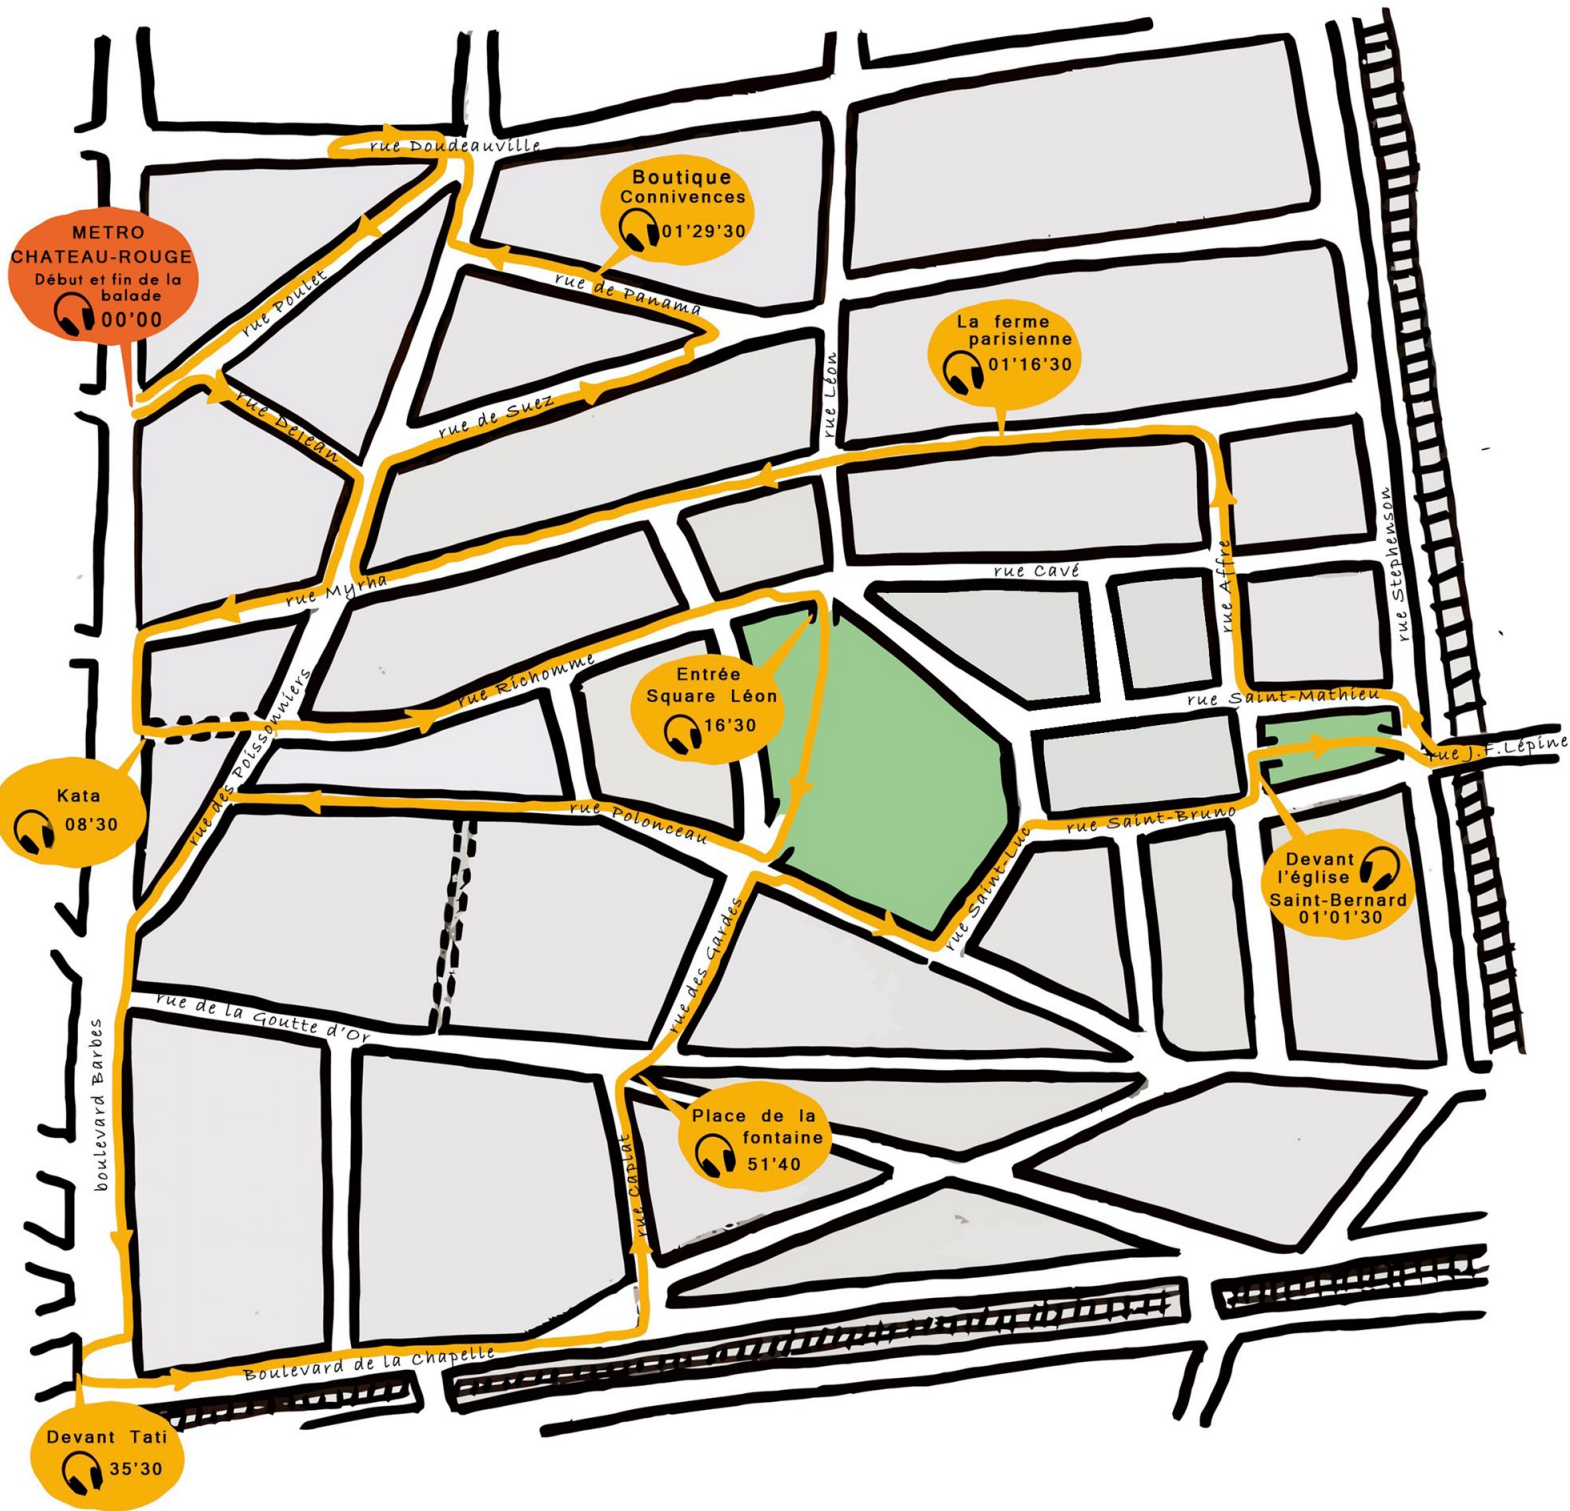 rue Doudeauville
Boutique
Connivences
01'29'30
METRO
CHATEAU-ROUGE
Début et fin de la
balade
00'00
rue Poulet
rue de Panama
La ferme
parisienne
01'16'30
rue Léon
rue Dejean
rue de Suez
rue Stephenson
rue Cavé
rue Affre
rue Myrha
rue Richomme
Entrée
Square Léon
16'30
rue Saint-Mathieu
rue J.F.Lépine
rue des Poissonniers
Kata
08'30
rue Polonceau
rue Saint-Bruno
rue Saint-Luc
Devant
l'église
Saint-Bernard
01'01'30
rue des Gardes
rue de la Goutte d'Or
boulevard Barbes
Place de la
fontaine
51'40
rue Caplat
Boulevard de la Chapelle
Devant Tati
35'30